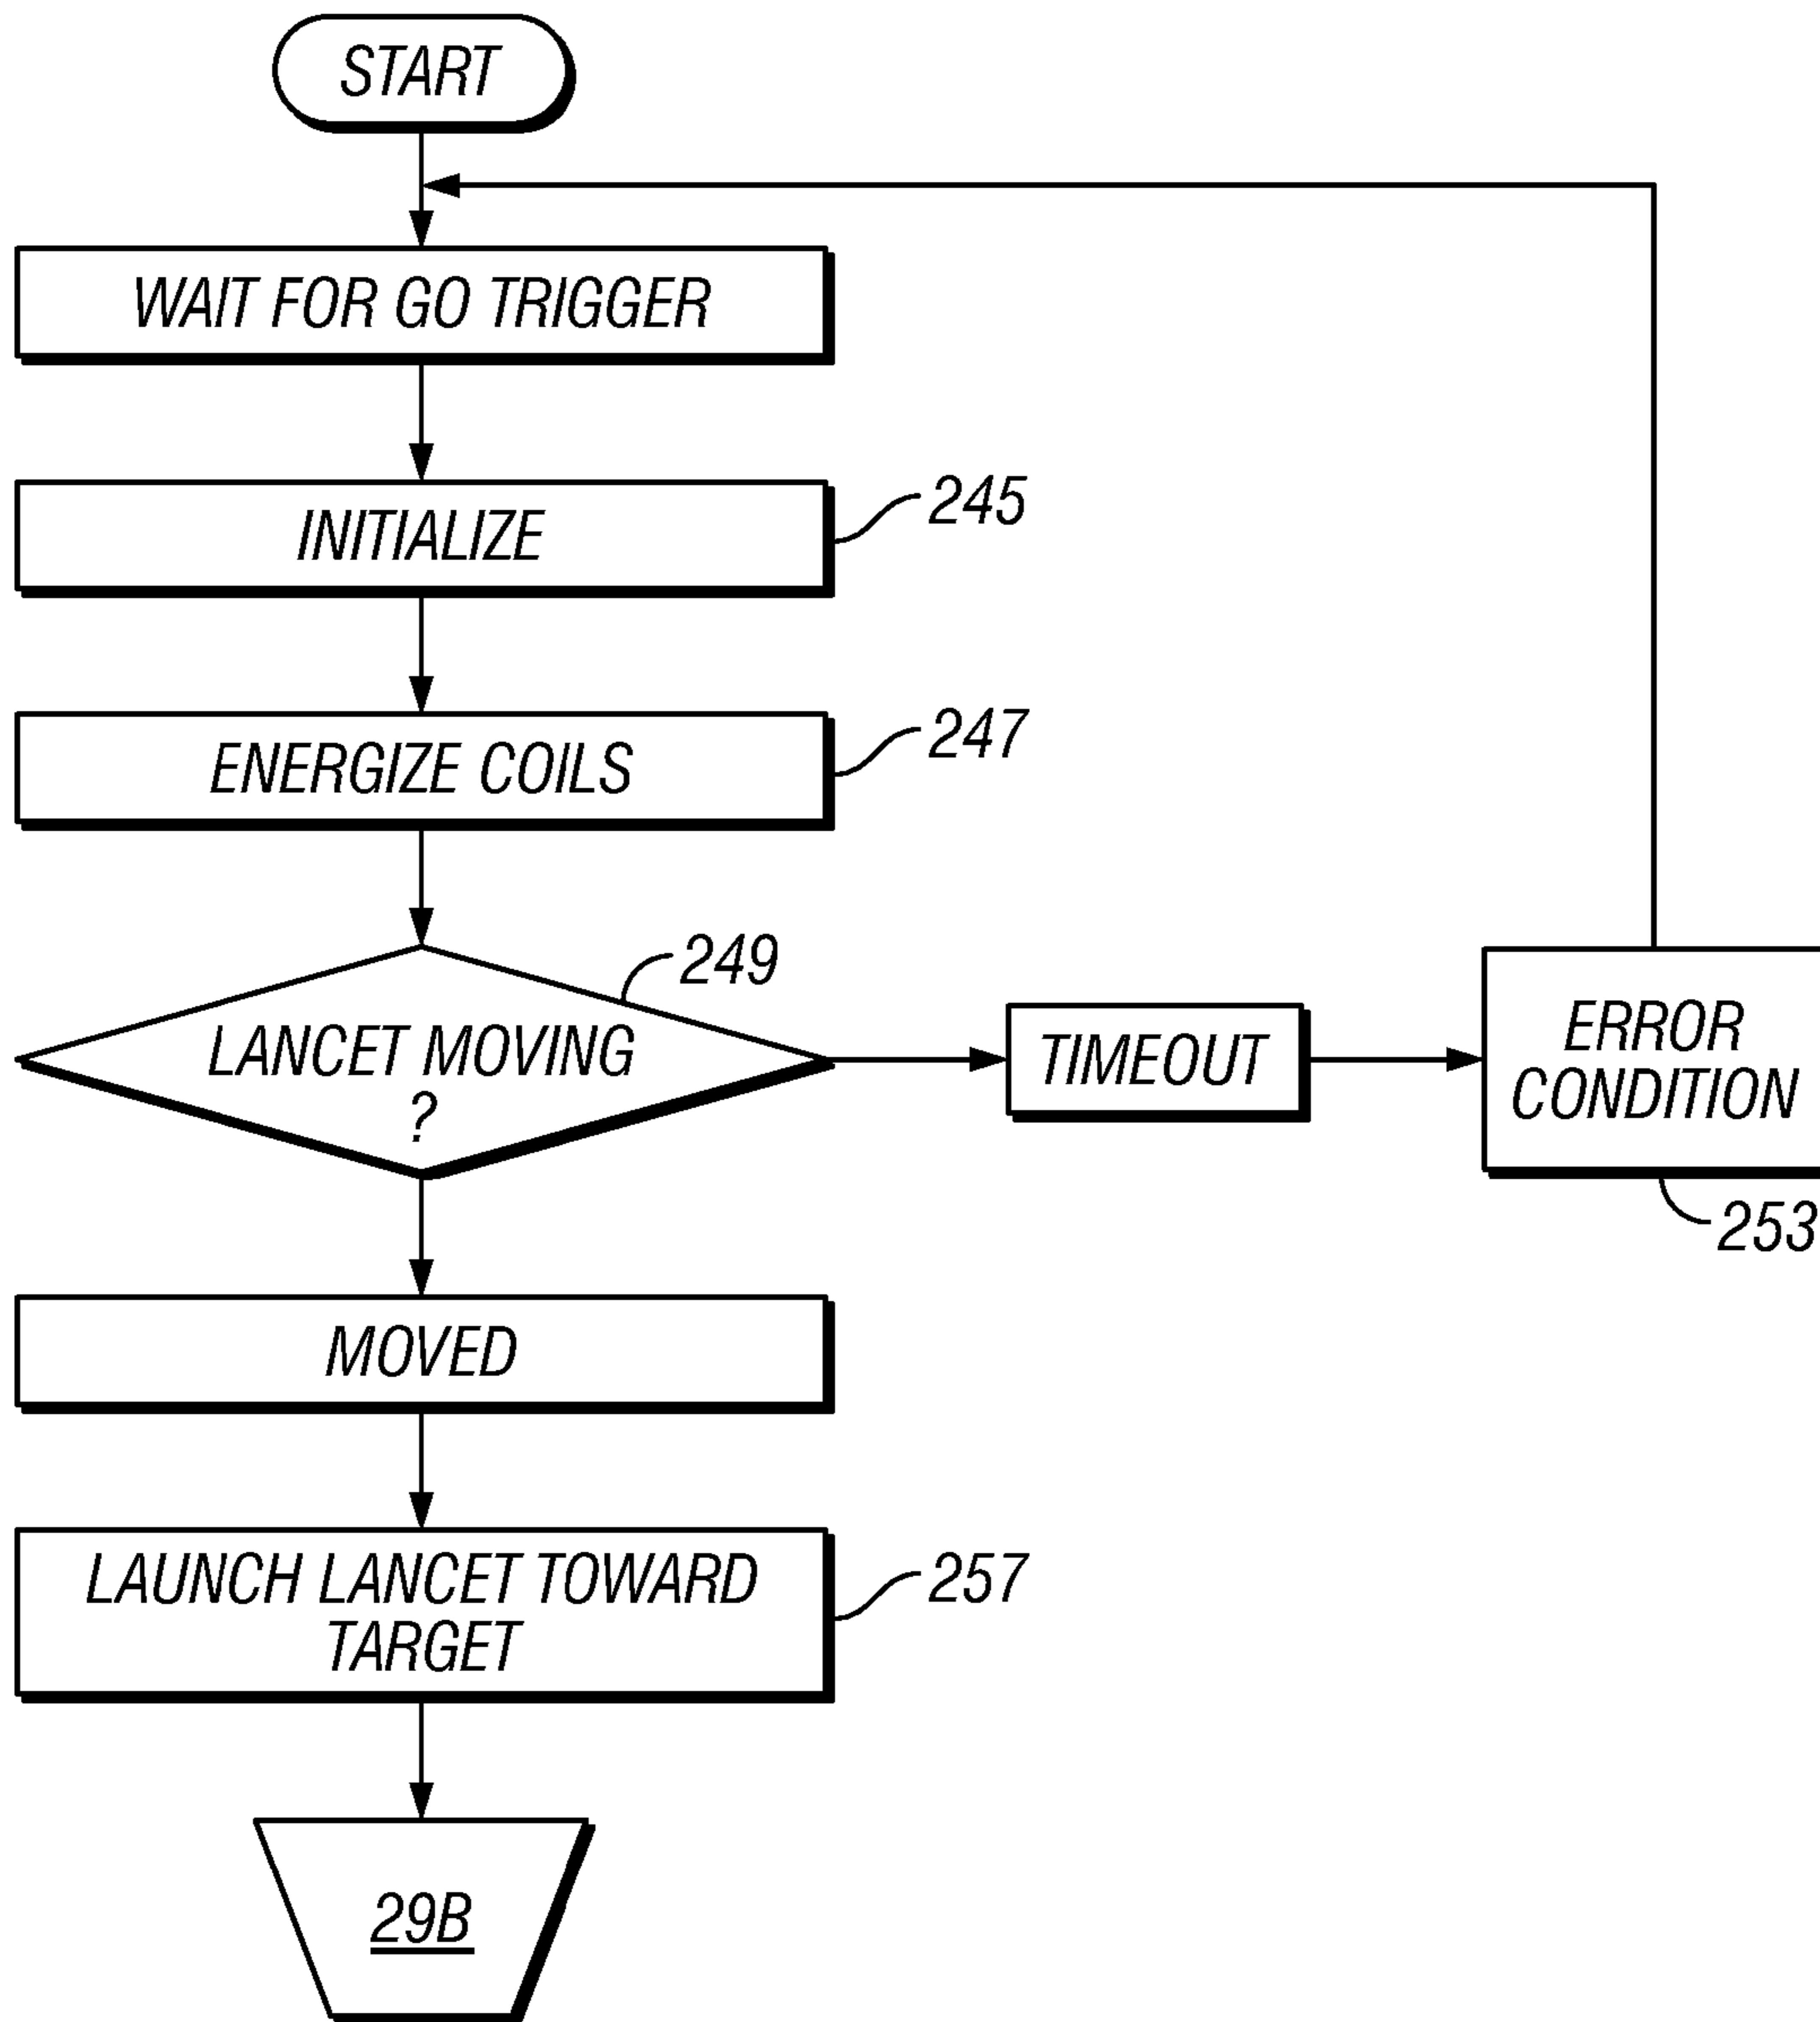 START
WAIT FOR GO TRIGGER
INITIALIZE
245
ENERGIZE COILS
247
249
LANCET MOVING
?
TIMEOUT
ERROR
CONDITION
253
MOVED
LAUNCH LANCET TOWARD
TARGET
257
29B